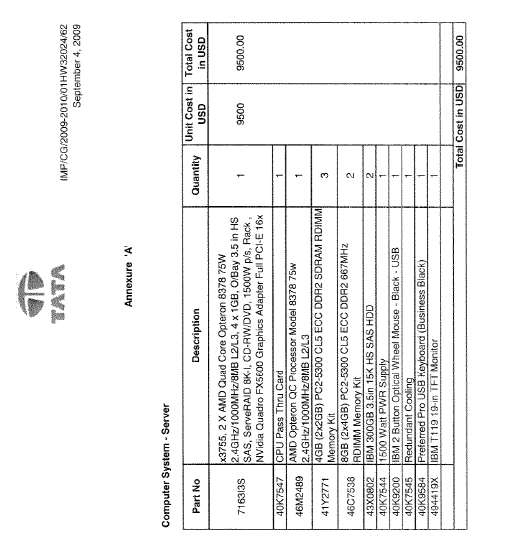 TATA
IMP/CG/2009-2010/01HW32024/62
September 4, 2009
Annexure 'A'
Computer System - Server
Part No Description Quantity Unit Cost in USD Total Cost in USD
7163I3S x3755, 2 X AMD Quad Core Opteron 8378 75W 1 9500 9500.00
2.4GHz/1000MHz/8MB L2/L3, 4 x 1GB, O/Bay 3.5 in HS
SAS, ServeRAID 8K-I, CD-RW/DVD, 1500W p/s, Rack ,
NVidia Quadro FX5600 Graphics Adapter Full PCI-E 16x
40K7547 CPU Pass Thru Card 1
46M2489 AMD Opteron QC Processor Model 8378 75w 1
2.4GHz/1000MHz/8MB L2/L3
41Y2771 4GB (2x2GB) PC2-5300 CL5 ECC DDR2 SDRAM RDIMM 3
Memory Kit
46C7538 8GB (2x4GB) PC2-5300 CL5 ECC DDR2 667MHz 2
RDIMM Memory Kit
43X0802 IBM 300GB 3.5in 15K HS SAS HDD 2
40K7544 1500 Watt PWR Supply 1
40K9200 IBM 2 Button Optical Wheel Mouse - Black - USB 1
40K7545 Redundant Cooling 1
40K9584 Preferred Pro USB Keyboard (Business Black) 1
494419X IBM T119 19-in TFT Monitor 1
Total Cost in USD 9500.00